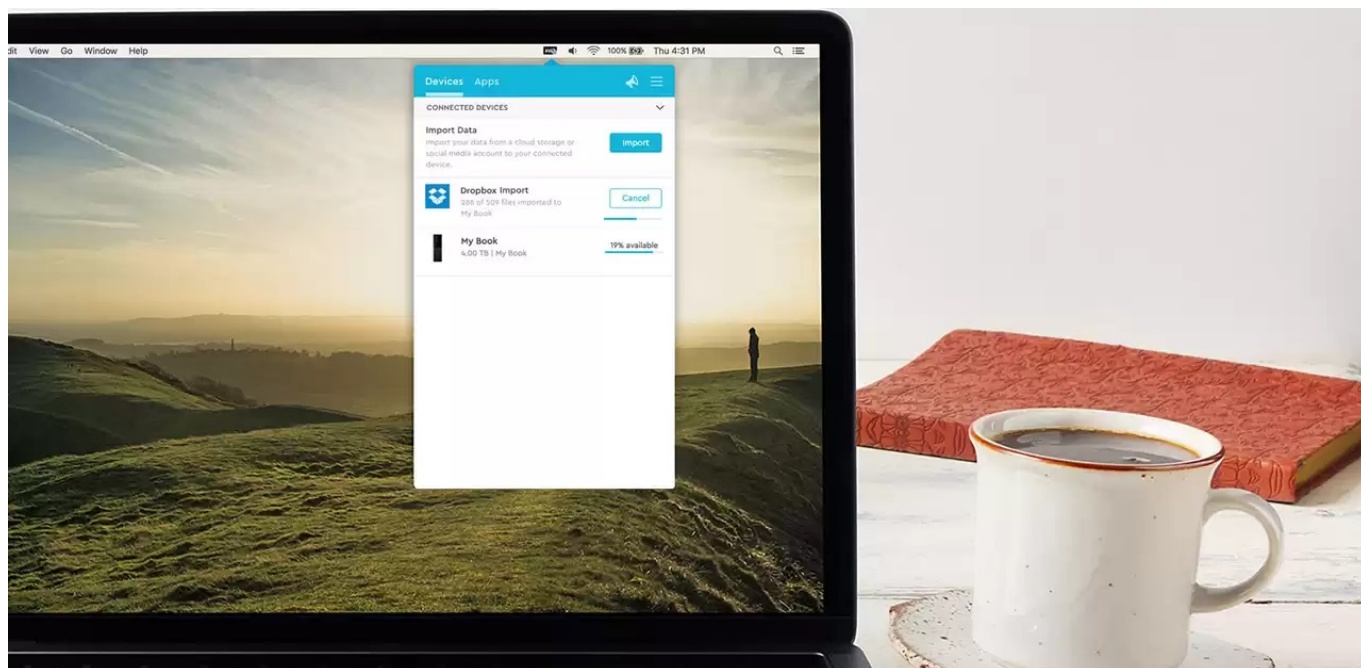 View Go Window Help
100%
Thu 4:31 PM
Devices Apps
CONNECTED DEVICES
Import Data
Import your data from a cloud storage or
social media account to your connected
device.
Import
Dropbox Import
286 of 509 files imported to
My Book
Cancel
My Book
4.00 TB | My Book
19% available